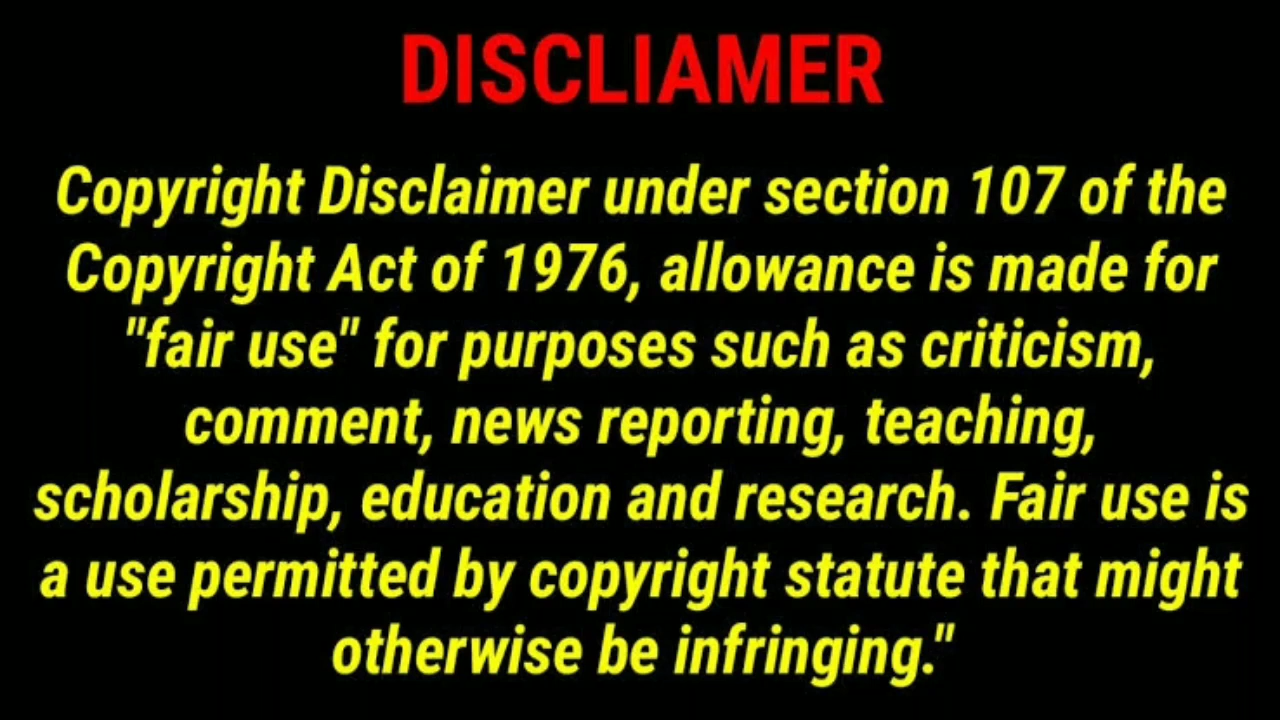 DISCLIAMER
Copyright Disclaimer under section 107 of the
Copyright Act of 1976, allowance is made for
"fair use" for purposes such as criticism,
comment, news reporting, teaching,
scholarship, education and research. Fair use is
a use permitted by copyright statute that might
otherwise be infringing."